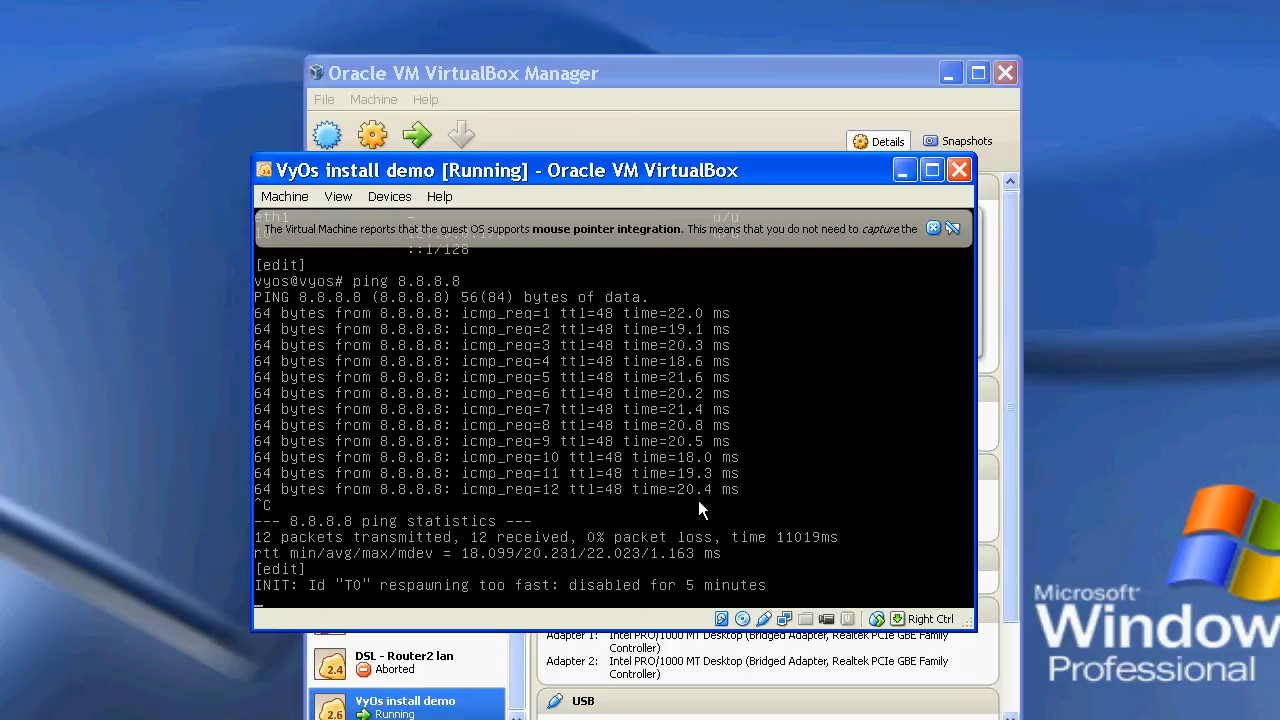 Oracle VM VirtualBox Manager
File Machine Help
Details Snapshots
VyOs install demo [Running] - Oracle VM VirtualBox
Machine View Devices Help
eth1 - u/u
The Virtual Machine reports that the guest OS supports mouse pointer integration. This means that you do not need to capture the
::1/128
[edit]
vyos@vyos# ping 8.8.8.8
PING 8.8.8.8 (8.8.8.8) 56(84) bytes of data.
64 bytes from 8.8.8.8: icmp_req=1 ttl=48 time=22.0 ms
64 bytes from 8.8.8.8: icmp_req=2 ttl=48 time=19.1 ms
64 bytes from 8.8.8.8: icmp_req=3 ttl=48 time=20.3 ms
64 bytes from 8.8.8.8: icmp_req=4 ttl=48 time=18.6 ms
64 bytes from 8.8.8.8: icmp_req=5 ttl=48 time=21.6 ms
64 bytes from 8.8.8.8: icmp_req=6 ttl=48 time=20.2 ms
64 bytes from 8.8.8.8: icmp_req=7 ttl=48 time=21.4 ms
64 bytes from 8.8.8.8: icmp_req=8 ttl=48 time=20.8 ms
64 bytes from 8.8.8.8: icmp_req=9 ttl=48 time=20.5 ms
64 bytes from 8.8.8.8: icmp_req=10 ttl=48 time=18.0 ms
64 bytes from 8.8.8.8: icmp_req=11 ttl=48 time=19.3 ms
64 bytes from 8.8.8.8: icmp_req=12 ttl=48 time=20.4 ms
^C
--- 8.8.8.8 ping statistics ---
12 packets transmitted, 12 received, 0% packet loss, time 11019ms
rtt min/avg/max/mdev = 18.099/20.231/22.023/1.163 ms
[edit]
INIT: Id "T0" respawning too fast: disabled for 5 minutes
Right Ctrl
Adapter 1: Intel PRO/1000 MT Desktop (Bridged Adapter, Realtek PCIe GBE Family
Controller)
Adapter 2: Intel PRO/1000 MT Desktop (Bridged Adapter, Realtek PCIe GBE Family
Controller)
USB
2.4 DSL - Router2 lan
Aborted
2.6 VyOs install demo
Running
Microsoft
Window
Professional